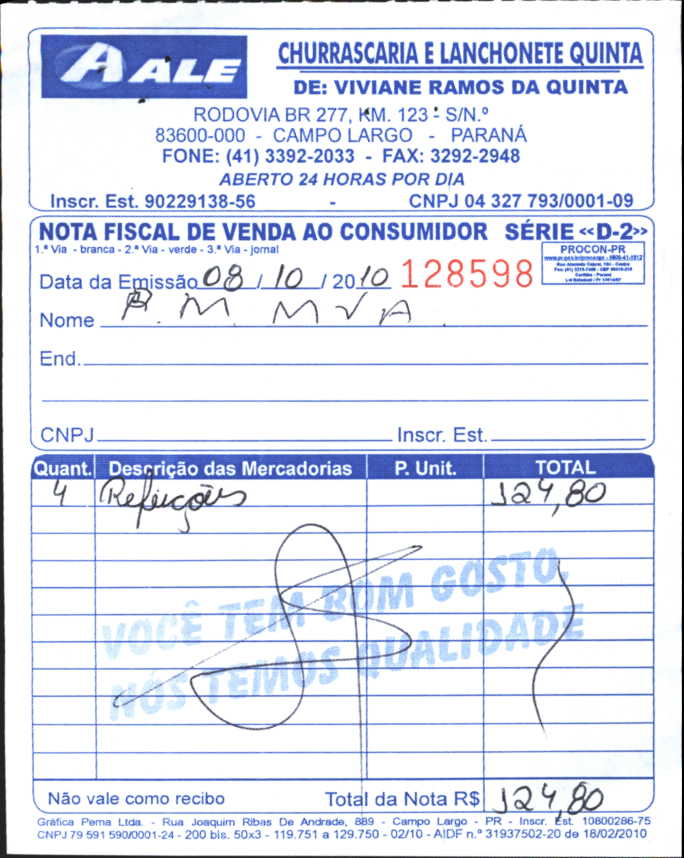 AALE
CHURRASCARIA E LANCHONETE QUINTA
DE: VIVIANE RAMOS DA QUINTA
RODOVIA BR 277, KM. 123 - S/N.º
83600-000 - CAMPO LARGO - PARANÁ
FONE: (41) 3392-2033 - FAX: 3292-2948
ABERTO 24 HORAS POR DIA
Inscr. Est. 90229138-56 - CNPJ 04 327 793/0001-09
NOTA FISCAL DE VENDA AO CONSUMIDOR SÉRIE «D-2»
1.ª Via - branca - 2.ª Via - verde - 3.ª Via - jornal
PROCON-PR
Data da Emissão 08 / 10 / 2010 128598
Nome P. M. M V A
End.
CNPJ Inscr. Est.
Quant. Descrição das Mercadorias P. Unit. TOTAL
4 Refeições 124,80
VOCÊ TEM BOM GOSTO,
NÓS TEMOS QUALIDADE
Não vale como recibo Total da Nota R$ 124,80
Gráfica Pema Ltda. - Rua Joaquim Ribas De Andrade, 889 - Campo Largo - PR - Inscr. Est. 10800286-75
CNPJ 79 591 590/0001-24 - 200 bls. 50x3 - 119.751 a 129.750 - 02/10 - AIDF n.º 31937502-20 de 18/02/2010